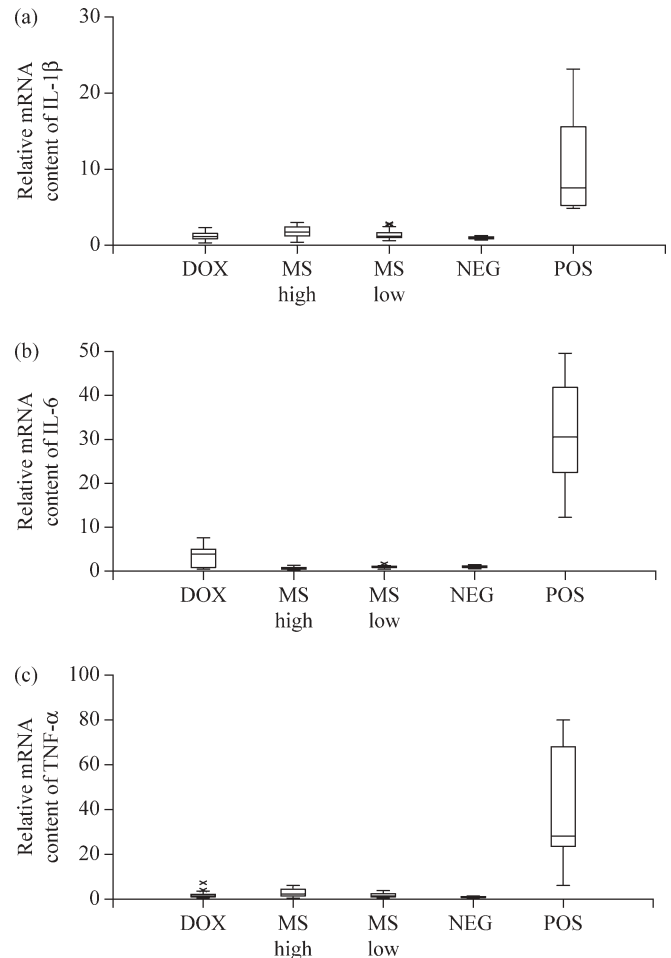 (a)
Relative mRNA
content of IL-1β
30
20
10
0
DOX
MS
high
MS
low
NEG
POS
(b)
Relative mRNA
content of IL-6
50
40
30
20
10
0
DOX
MS
high
MS
low
NEG
POS
(c)
Relative mRNA
content of TNF-α
100
80
60
40
20
0
DOX
MS
high
MS
low
NEG
POS